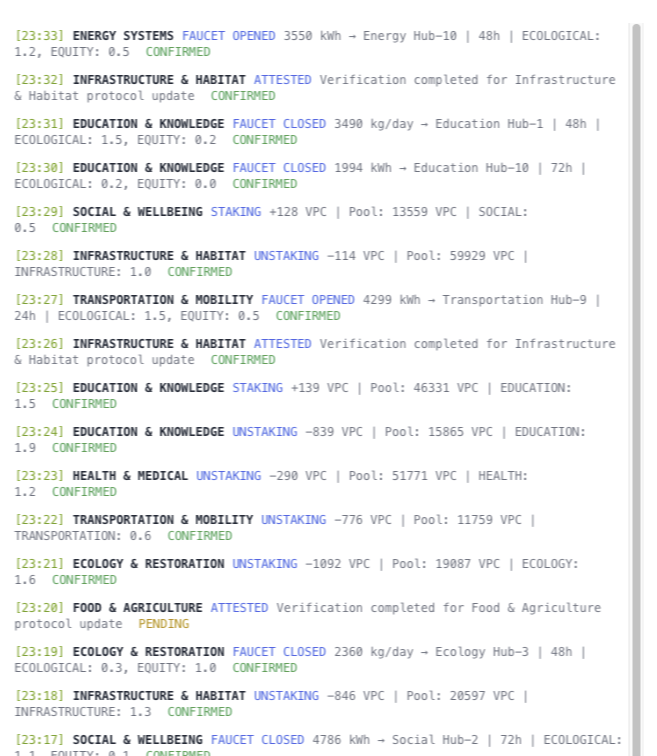 [23:33] ENERGY SYSTEMS FAUCET OPENED 3550 kWh → Energy Hub-10 | 48h | ECOLOGICAL:
1.2, EQUITY: 0.5 CONFIRMED
[23:32] INFRASTRUCTURE & HABITAT ATTESTED Verification completed for Infrastructure
& Habitat protocol update CONFIRMED
[23:31] EDUCATION & KNOWLEDGE FAUCET CLOSED 3490 kg/day → Education Hub-1 | 48h |
ECOLOGICAL: 1.5, EQUITY: 0.2 CONFIRMED
[23:30] EDUCATION & KNOWLEDGE FAUCET CLOSED 1994 kWh → Education Hub-10 | 72h |
ECOLOGICAL: 0.2, EQUITY: 0.0 CONFIRMED
[23:29] SOCIAL & WELLBEING STAKING +128 VPC | Pool: 13559 VPC | SOCIAL:
0.5 CONFIRMED
[23:28] INFRASTRUCTURE & HABITAT UNSTAKING -114 VPC | Pool: 59929 VPC |
INFRASTRUCTURE: 1.0 CONFIRMED
[23:27] TRANSPORTATION & MOBILITY FAUCET OPENED 4299 kWh → Transportation Hub-9 |
24h | ECOLOGICAL: 1.5, EQUITY: 0.5 CONFIRMED
[23:26] INFRASTRUCTURE & HABITAT ATTESTED Verification completed for Infrastructure
& Habitat protocol update CONFIRMED
[23:25] EDUCATION & KNOWLEDGE STAKING +139 VPC | Pool: 46331 VPC | EDUCATION:
1.5 CONFIRMED
[23:24] EDUCATION & KNOWLEDGE UNSTAKING -839 VPC | Pool: 15865 VPC | EDUCATION:
1.9 CONFIRMED
[23:23] HEALTH & MEDICAL UNSTAKING -290 VPC | Pool: 51771 VPC | HEALTH:
1.2 CONFIRMED
[23:22] TRANSPORTATION & MOBILITY UNSTAKING -776 VPC | Pool: 11759 VPC |
TRANSPORTATION: 0.6 CONFIRMED
[23:21] ECOLOGY & RESTORATION UNSTAKING -1092 VPC | Pool: 19087 VPC | ECOLOGY:
1.6 CONFIRMED
[23:20] FOOD & AGRICULTURE ATTESTED Verification completed for Food & Agriculture
protocol update PENDING
[23:19] ECOLOGY & RESTORATION FAUCET CLOSED 2360 kg/day → Ecology Hub-3 | 48h |
ECOLOGICAL: 0.3, EQUITY: 1.0 CONFIRMED
[23:18] INFRASTRUCTURE & HABITAT UNSTAKING -846 VPC | Pool: 20597 VPC |
INFRASTRUCTURE: 1.3 CONFIRMED
[23:17] SOCIAL & WELLBEING FAUCET CLOSED 4786 kWh → Social Hub-2 | 72h | ECOLOGICAL:
1.1, EQUITY: 0.1 CONFIRMED